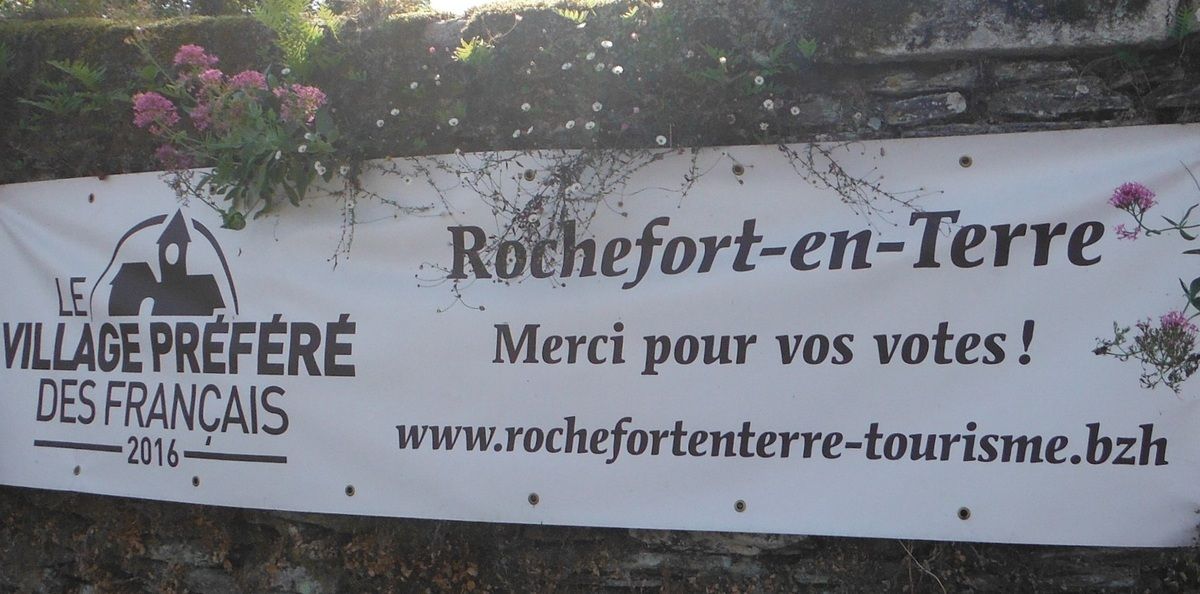 LE
VILLAGE PRÉFÉRÉ
DES FRANÇAIS
2016
Rochefort-en-Terre
Merci pour vos votes !
www.rochefortenterre-tourisme.bzh